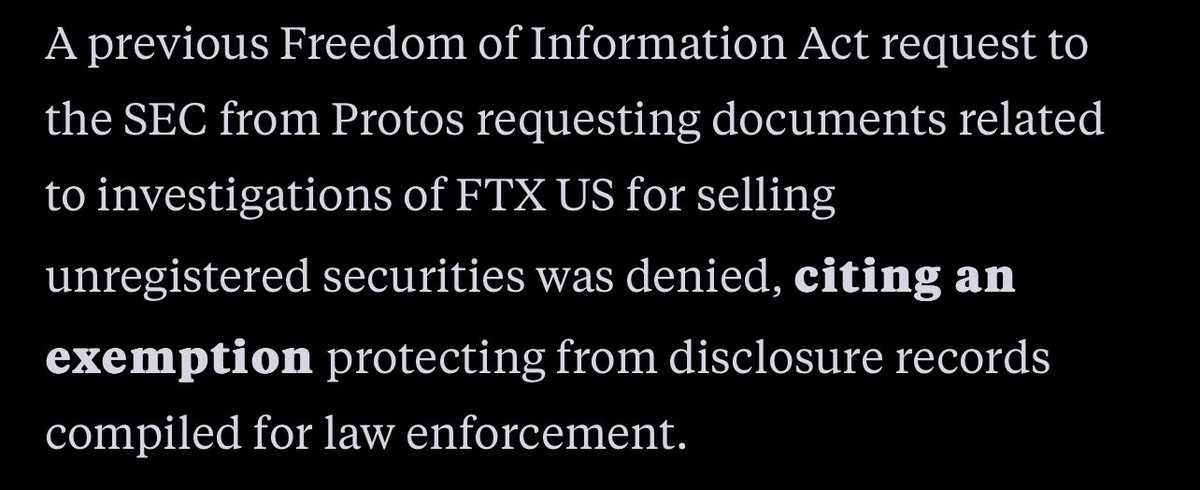 A previous Freedom of Information Act request to
the SEC from Protos requesting documents related
to investigations of FTX US for selling
unregistered securities was denied, citing an
exemption protecting from disclosure records
compiled for law enforcement.